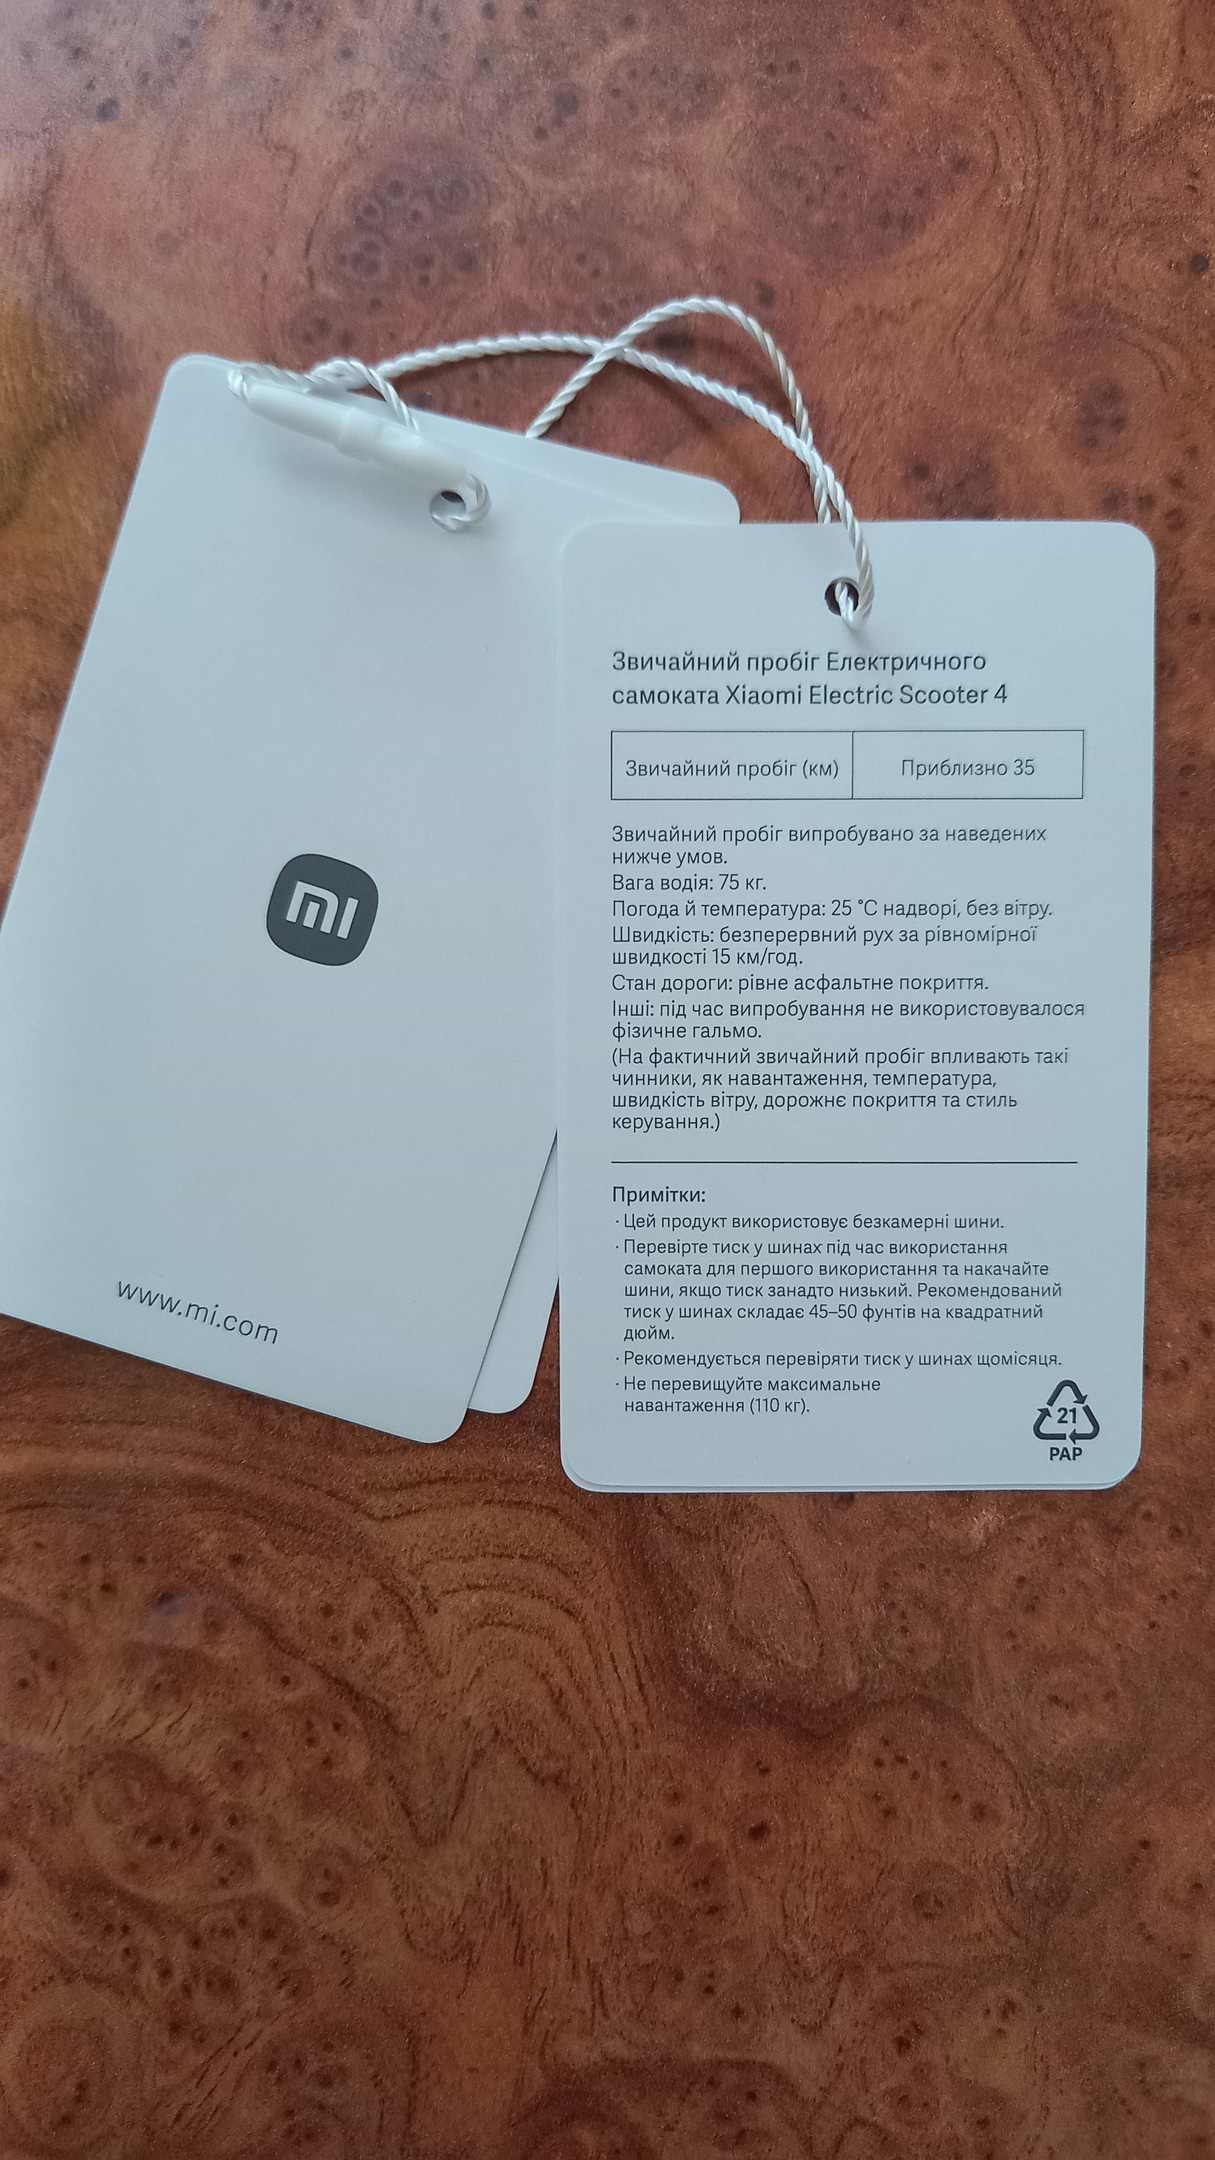 mi
www.mi.com
Звичайний пробіг Електричного
самоката Xiaomi Electric Scooter 4
Звичайний пробіг (км) Приблизно 35
Звичайний пробіг випробувано за наведених
нижче умов.
Вага водія: 75 кг.
Погода й температура: 25 °C надворі, без вітру.
Швидкість: безперервний рух за рівномірної
швидкості 15 км/год.
Стан дороги: рівне асфальтне покриття.
Інші: під час випробування не використовувалося
фізичне гальмо.
(На фактичний звичайний пробіг впливають такі
чинники, як навантаження, температура,
швидкість вітру, дорожнє покриття та стиль
керування.)
Примітки:
· Цей продукт використовує безкамерні шини.
· Перевірте тиск у шинах під час використання
самоката для першого використання та накачайте
шини, якщо тиск занадто низький. Рекомендований
тиск у шинах складає 45–50 фунтів на квадратний
дюйм.
· Рекомендується перевіряти тиск у шинах щомісяця.
· Не перевищуйте максимальне
навантаження (110 кг).
21
PAP